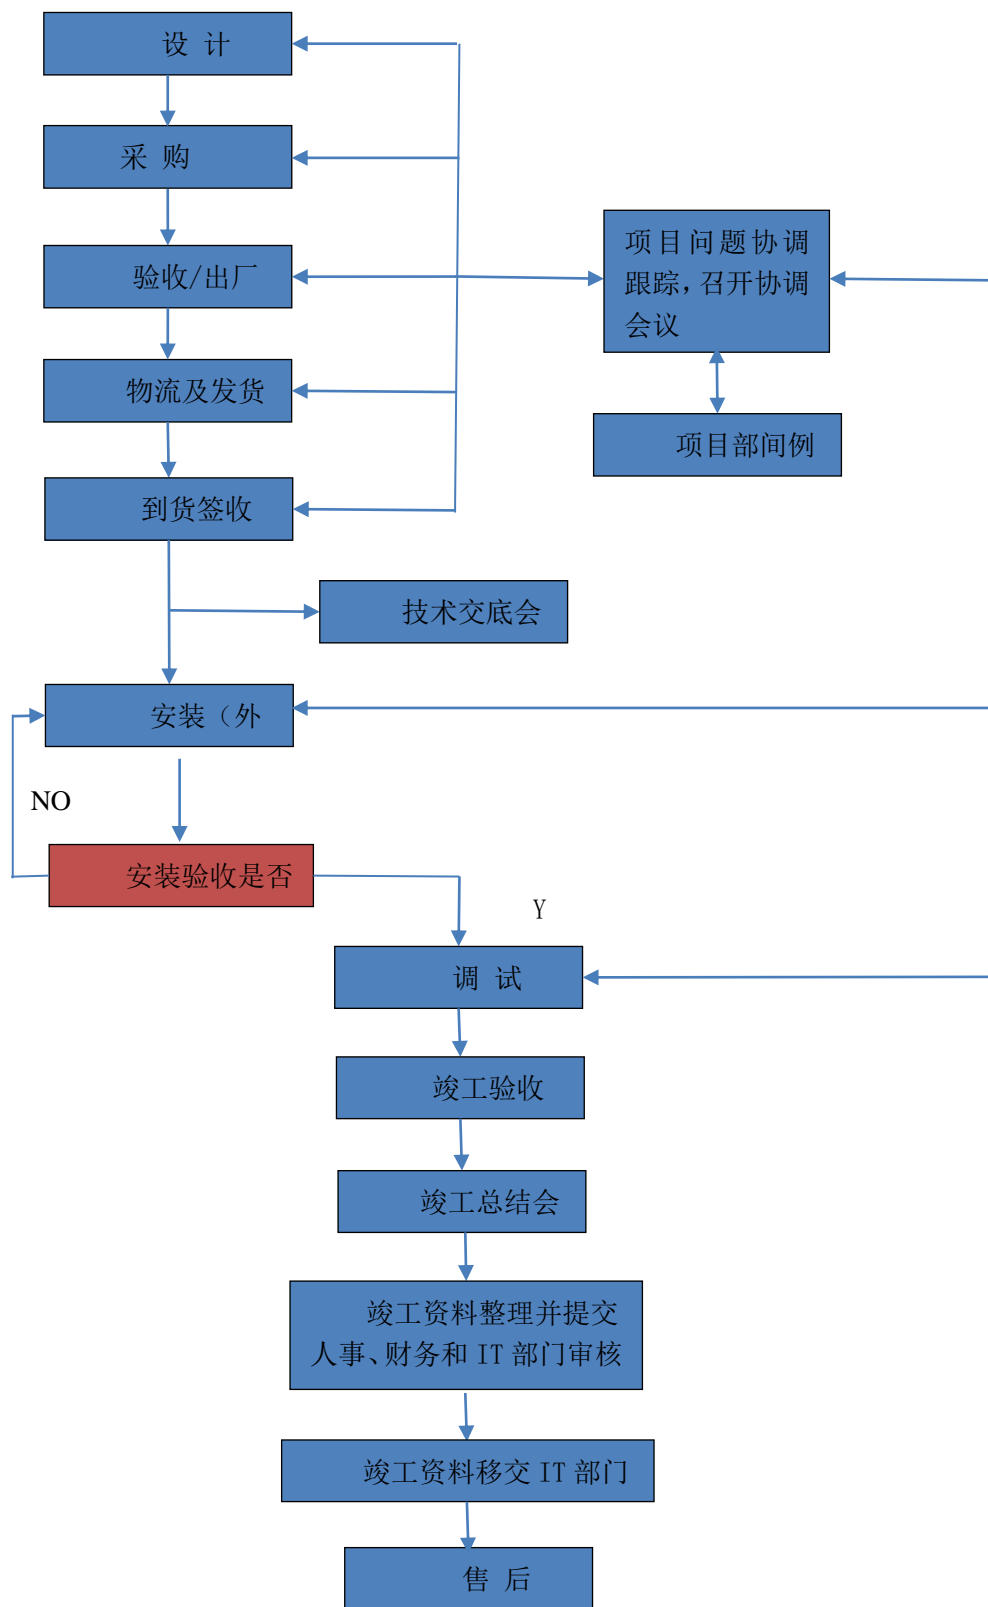 设 计
采 购
验收/出厂
项目问题协调
跟踪，召开协调
会议
物流及发货
项目部间例
到货签收
技术交底会
安装（外
NO
安装验收是否
Y
调 试
竣工验收
竣工总结会
竣工资料整理并提交
人事、财务和 IT 部门审核
竣工资料移交 IT 部门
售 后